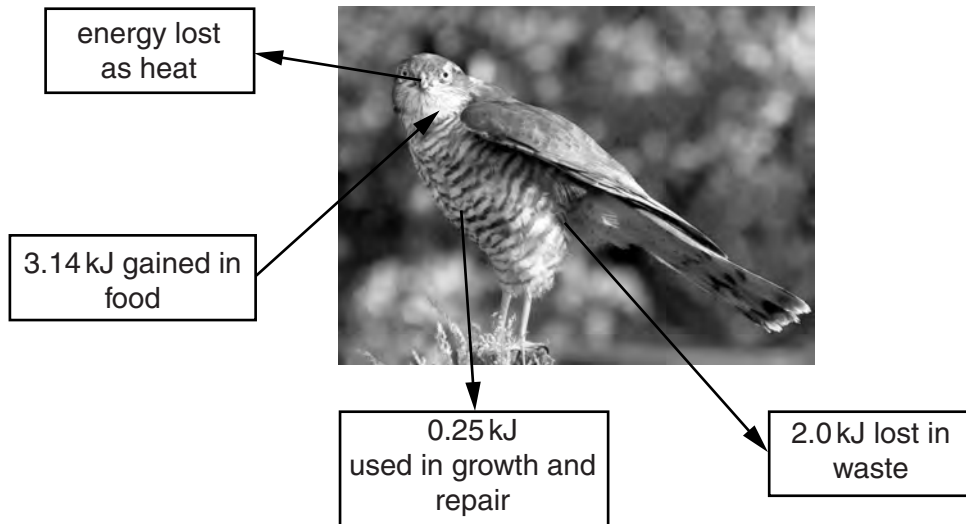 energy lost
as heat
3.14 kJ gained in
food
0.25 kJ
used in growth and
repair
2.0 kJ lost in
waste